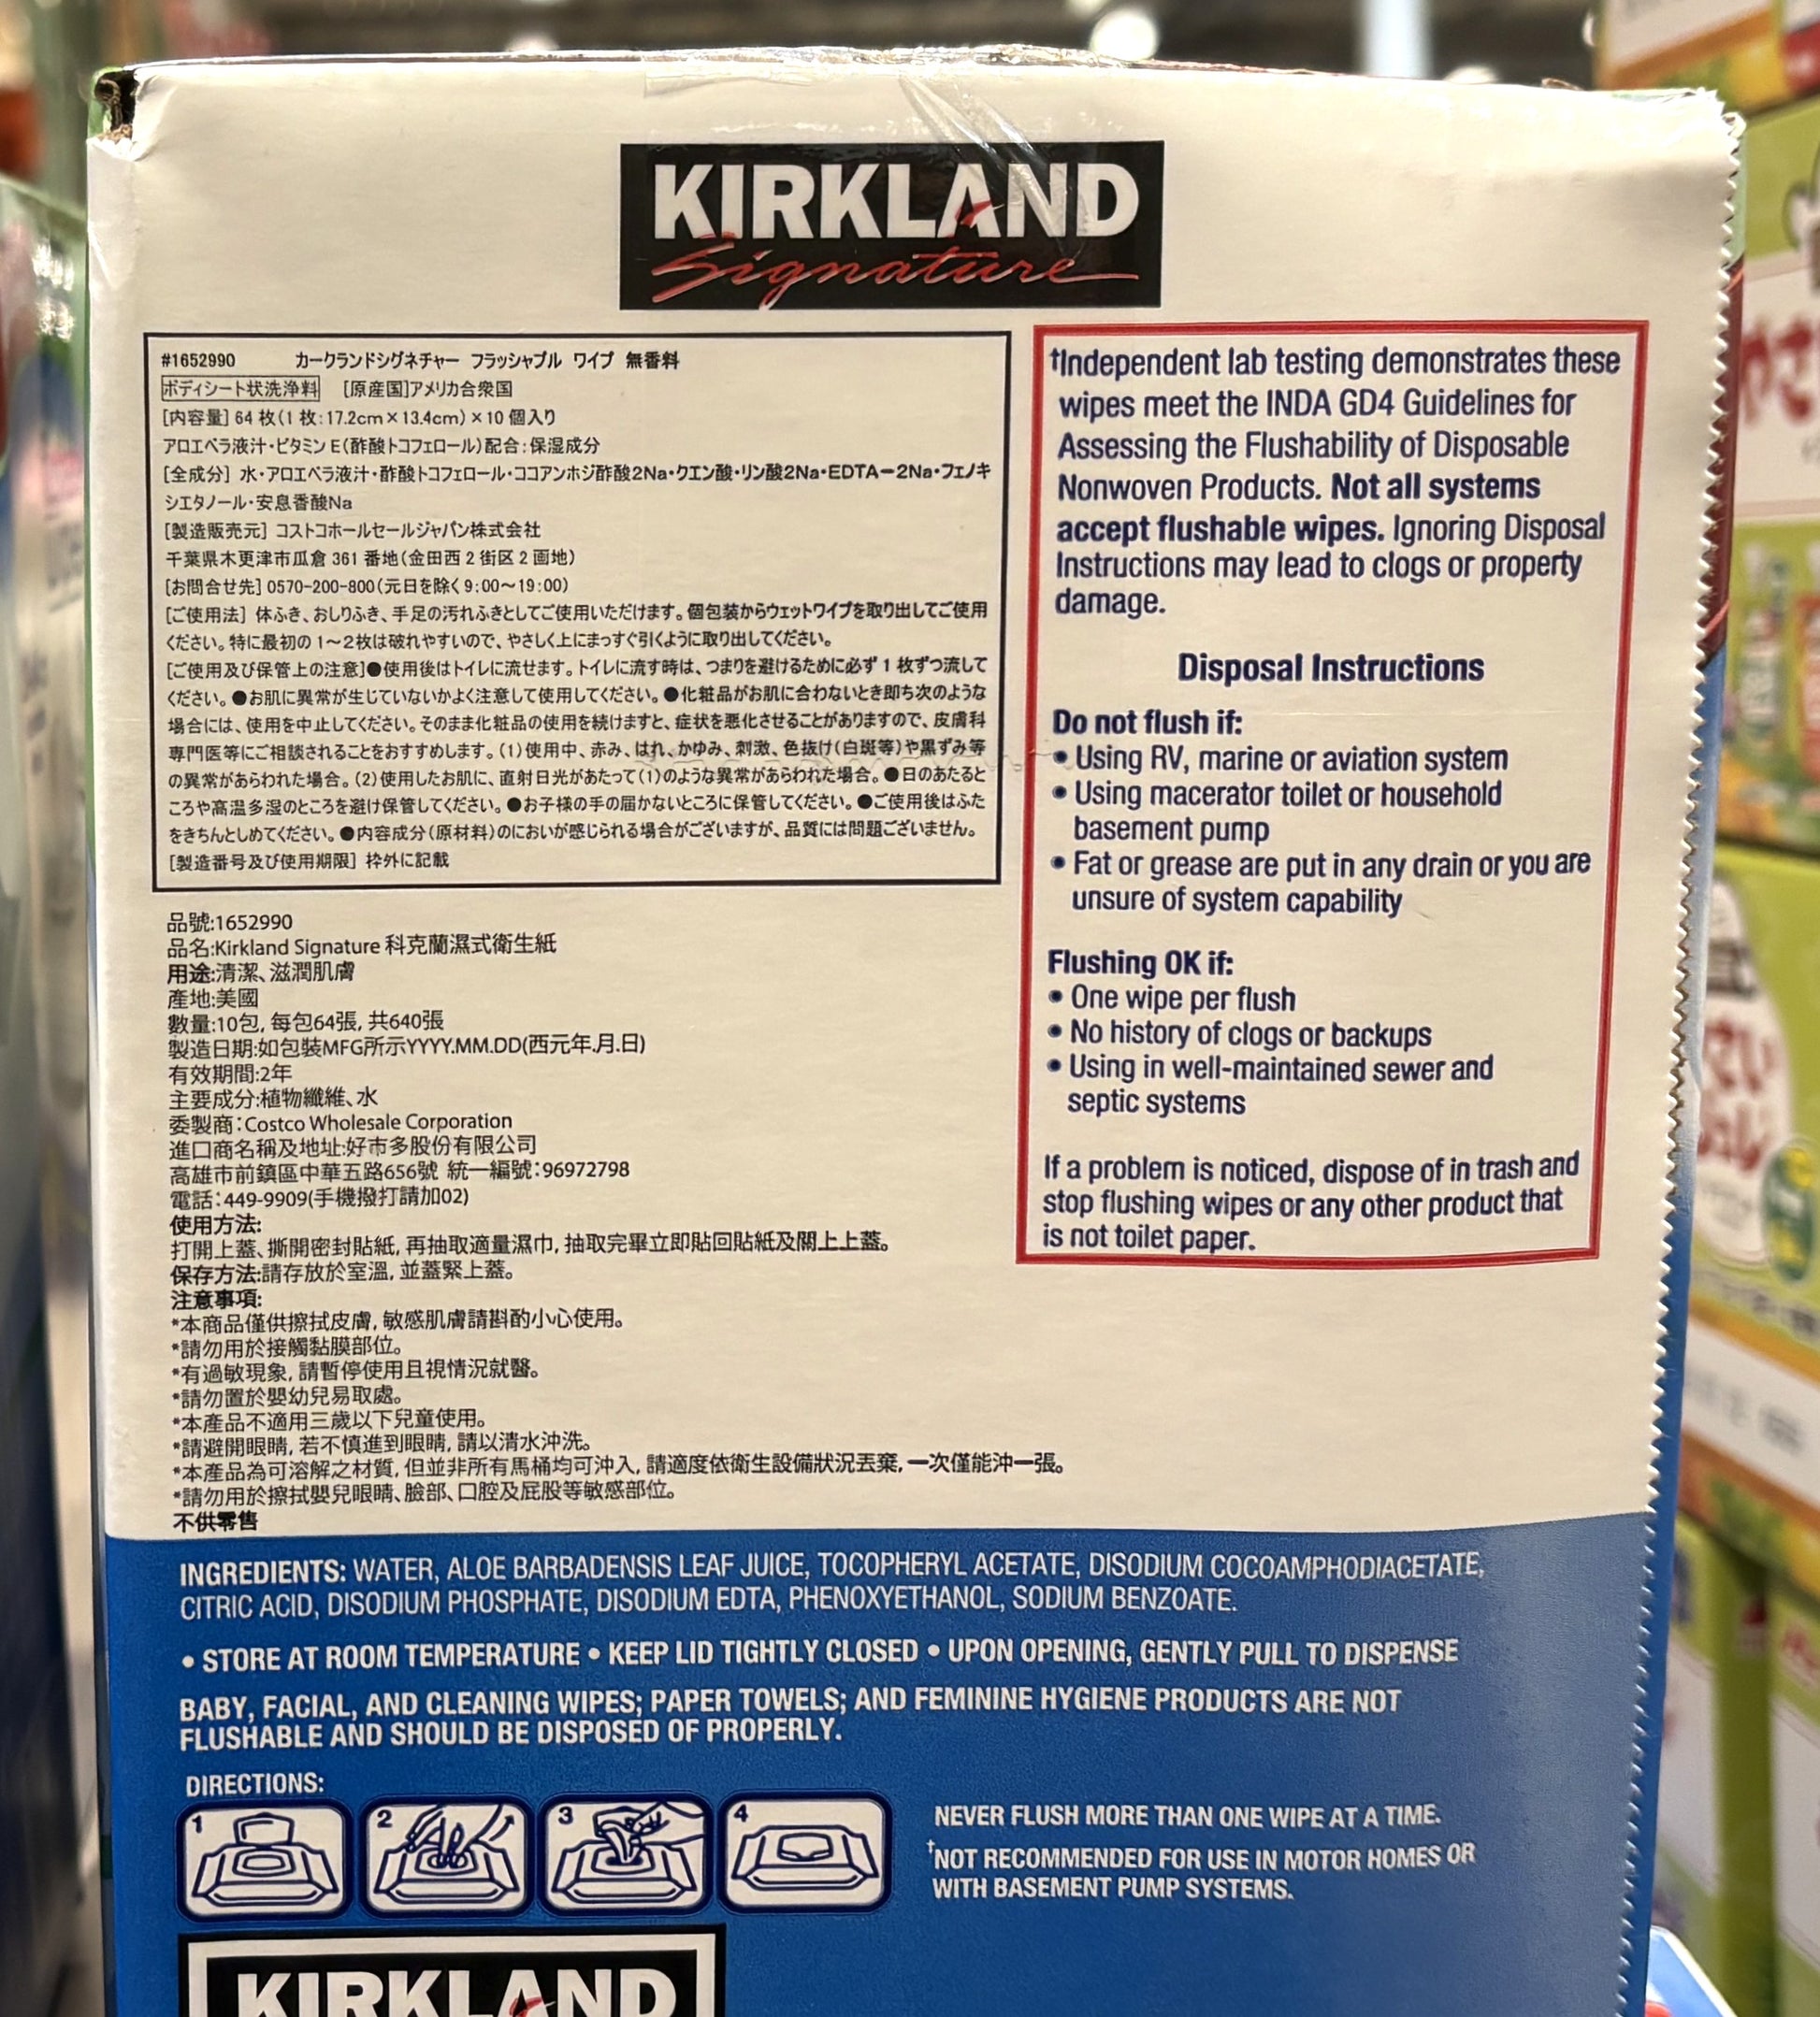 KIRKLAND
Signature
#1652990 カークランドシグネチャー フラッシャブル ワイプ 無香料
ボディシート状洗浄料 [原産国]アメリカ合衆国
[内容量] 64 枚(1 枚:17.2cm×13.4cm)×10 個入り
アロエベラ液汁・ビタミン E(酢酸トコフェロール)配合:保湿成分
[全成分] 水・アロエベラ液汁・酢酸トコフェロール・ココアンホジ酢酸2Na・クエン酸・リン酸2Na・EDTA-2Na・フェノキ
シエタノール・安息香酸Na
[製造販売元] コストコホールセールジャパン株式会社
千葉県木更津市瓜倉 361 番地(金田西 2 街区 2 画地)
[お問合せ先] 0570-200-800(元日を除く9:00〜19:00)
[ご使用法] 体ふき、おしりふき、手足の汚れふきとしてご使用いただけます。個包装からウェットワイプを取り出してご使用
ください。特に最初の 1〜2枚は破れやすいので、やさしく上にまっすぐ引くように取り出してください。
[ご使用及び保管上の注意]●使用後はトイレに流せます。トイレに流す時は、つまりを避けるために必ず 1 枚ずつ流して
ください。●お肌に異常が生じていないかよく注意して使用してください。●化粧品がお肌に合わないとき即ち次のような
場合には、使用を中止してください。そのまま化粧品の使用を続けますと、症状を悪化させることがありますので、皮膚科
専門医等にご相談されることをおすすめします。(1)使用中、赤み、はれ、かゆみ、刺激、色抜け(白斑等)や黒ずみ等
の異常があらわれた場合。(2)使用したお肌に、直射日光があたって(1)のような異常があらわれた場合。●日のあたると
ころや高温多湿のところを避け保管してください。●お子様の手の届かないところに保管してください。●ご使用後はふた
をきちんとしめてください。●内容成分(原材料)のにおいが感じられる場合がございますが、品質には問題ございません。
[製造番号及び使用期限] 枠外に記載
品號:1652990
品名:Kirkland Signature 科克蘭濕式衛生紙
用途:清潔、滋潤肌膚
產地:美國
數量:10包, 每包64張, 共640張
製造日期:如包裝MFG所示YYYY.MM.DD(西元年.月.日)
有效期間:2年
主要成分:植物纖維、水
委製商:Costco Wholesale Corporation
進口商名稱及地址:好市多股份有限公司
高雄市前鎮區中華五路656號 統一編號:96972798
電話:449-9909(手機撥打請加02)
使用方法:
打開上蓋、撕開密封貼紙, 再抽取適量濕巾, 抽取完畢立即貼回貼紙及關上上蓋。
保存方法:請存放於室溫, 並蓋緊上蓋。
注意事項:
*本商品僅供擦拭皮膚, 敏感肌膚請斟酌小心使用。
*請勿用於接觸黏膜部位。
*有過敏現象, 請暫停使用且視情況就醫。
*請勿置於嬰幼兒易取處。
*本產品不適用三歲以下兒童使用。
*請避開眼睛, 若不慎進到眼睛, 請以清水沖洗。
*本產品為可溶解之材質, 但並非所有馬桶均可沖入, 請適度依衛生設備狀況丟棄, 一次僅能沖一張。
*請勿用於擦拭嬰兒眼睛、臉部、口腔及屁股等敏感部位。
不供零售
†Independent lab testing demonstrates these
wipes meet the INDA GD4 Guidelines for
Assessing the Flushability of Disposable
Nonwoven Products. Not all systems
accept flushable wipes. Ignoring Disposal
Instructions may lead to clogs or property
damage.
Disposal Instructions
Do not flush if:
• Using RV, marine or aviation system
• Using macerator toilet or household
basement pump
• Fat or grease are put in any drain or you are
unsure of system capability
Flushing OK if:
• One wipe per flush
• No history of clogs or backups
• Using in well-maintained sewer and
septic systems
If a problem is noticed, dispose of in trash and
stop flushing wipes or any other product that
is not toilet paper.
INGREDIENTS: WATER, ALOE BARBADENSIS LEAF JUICE, TOCOPHERYL ACETATE, DISODIUM COCOAMPHODIACETATE,
CITRIC ACID, DISODIUM PHOSPHATE, DISODIUM EDTA, PHENOXYETHANOL, SODIUM BENZOATE.
• STORE AT ROOM TEMPERATURE • KEEP LID TIGHTLY CLOSED • UPON OPENING, GENTLY PULL TO DISPENSE
BABY, FACIAL, AND CLEANING WIPES; PAPER TOWELS; AND FEMININE HYGIENE PRODUCTS ARE NOT
FLUSHABLE AND SHOULD BE DISPOSED OF PROPERLY.
DIRECTIONS:
1 2 3 4
NEVER FLUSH MORE THAN ONE WIPE AT A TIME.
†NOT RECOMMENDED FOR USE IN MOTOR HOMES OR
WITH BASEMENT PUMP SYSTEMS.
KIRKLAND